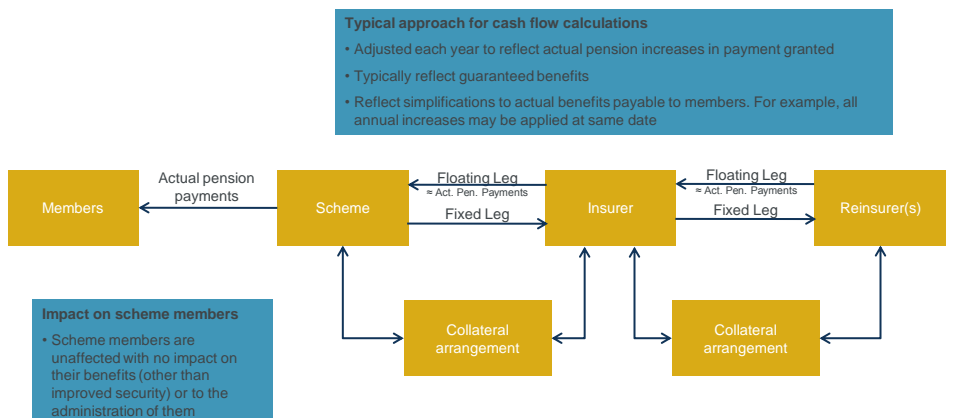 Typical approach for cash flow calculations
• Adjusted each year to reflect actual pension increases in payment granted
• Typically reflect guaranteed benefits
• Reflect simplifications to actual benefits payable to members. For example, all
annual increases may be applied at same date
Members
Actual pension
payments
Scheme
Floating Leg
≈ Act. Pen. Payments
Fixed Leg
Insurer
Floating Leg
≈ Act. Pen. Payments
Fixed Leg
Reinsurer(s)
Collateral
arrangement
Collateral
arrangement
Impact on scheme members
• Scheme members are
unaffected with no impact on
their benefits (other than
improved security) or to the
administration of them